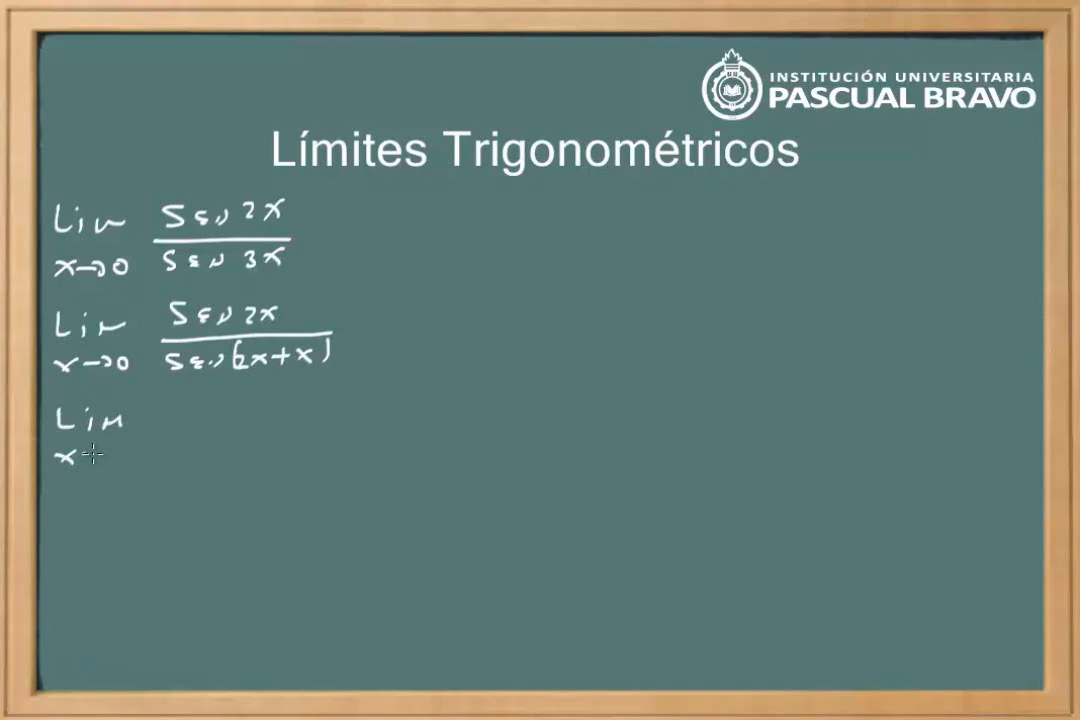 INSTITUCIÓN UNIVERSITARIA
PASCUAL BRAVO
Límites Trigonométricos
Lim Sen 2x
x→0 Sen 3x
Lim Sen 2x
x→0 Sen(2x+x)
Lim
x-